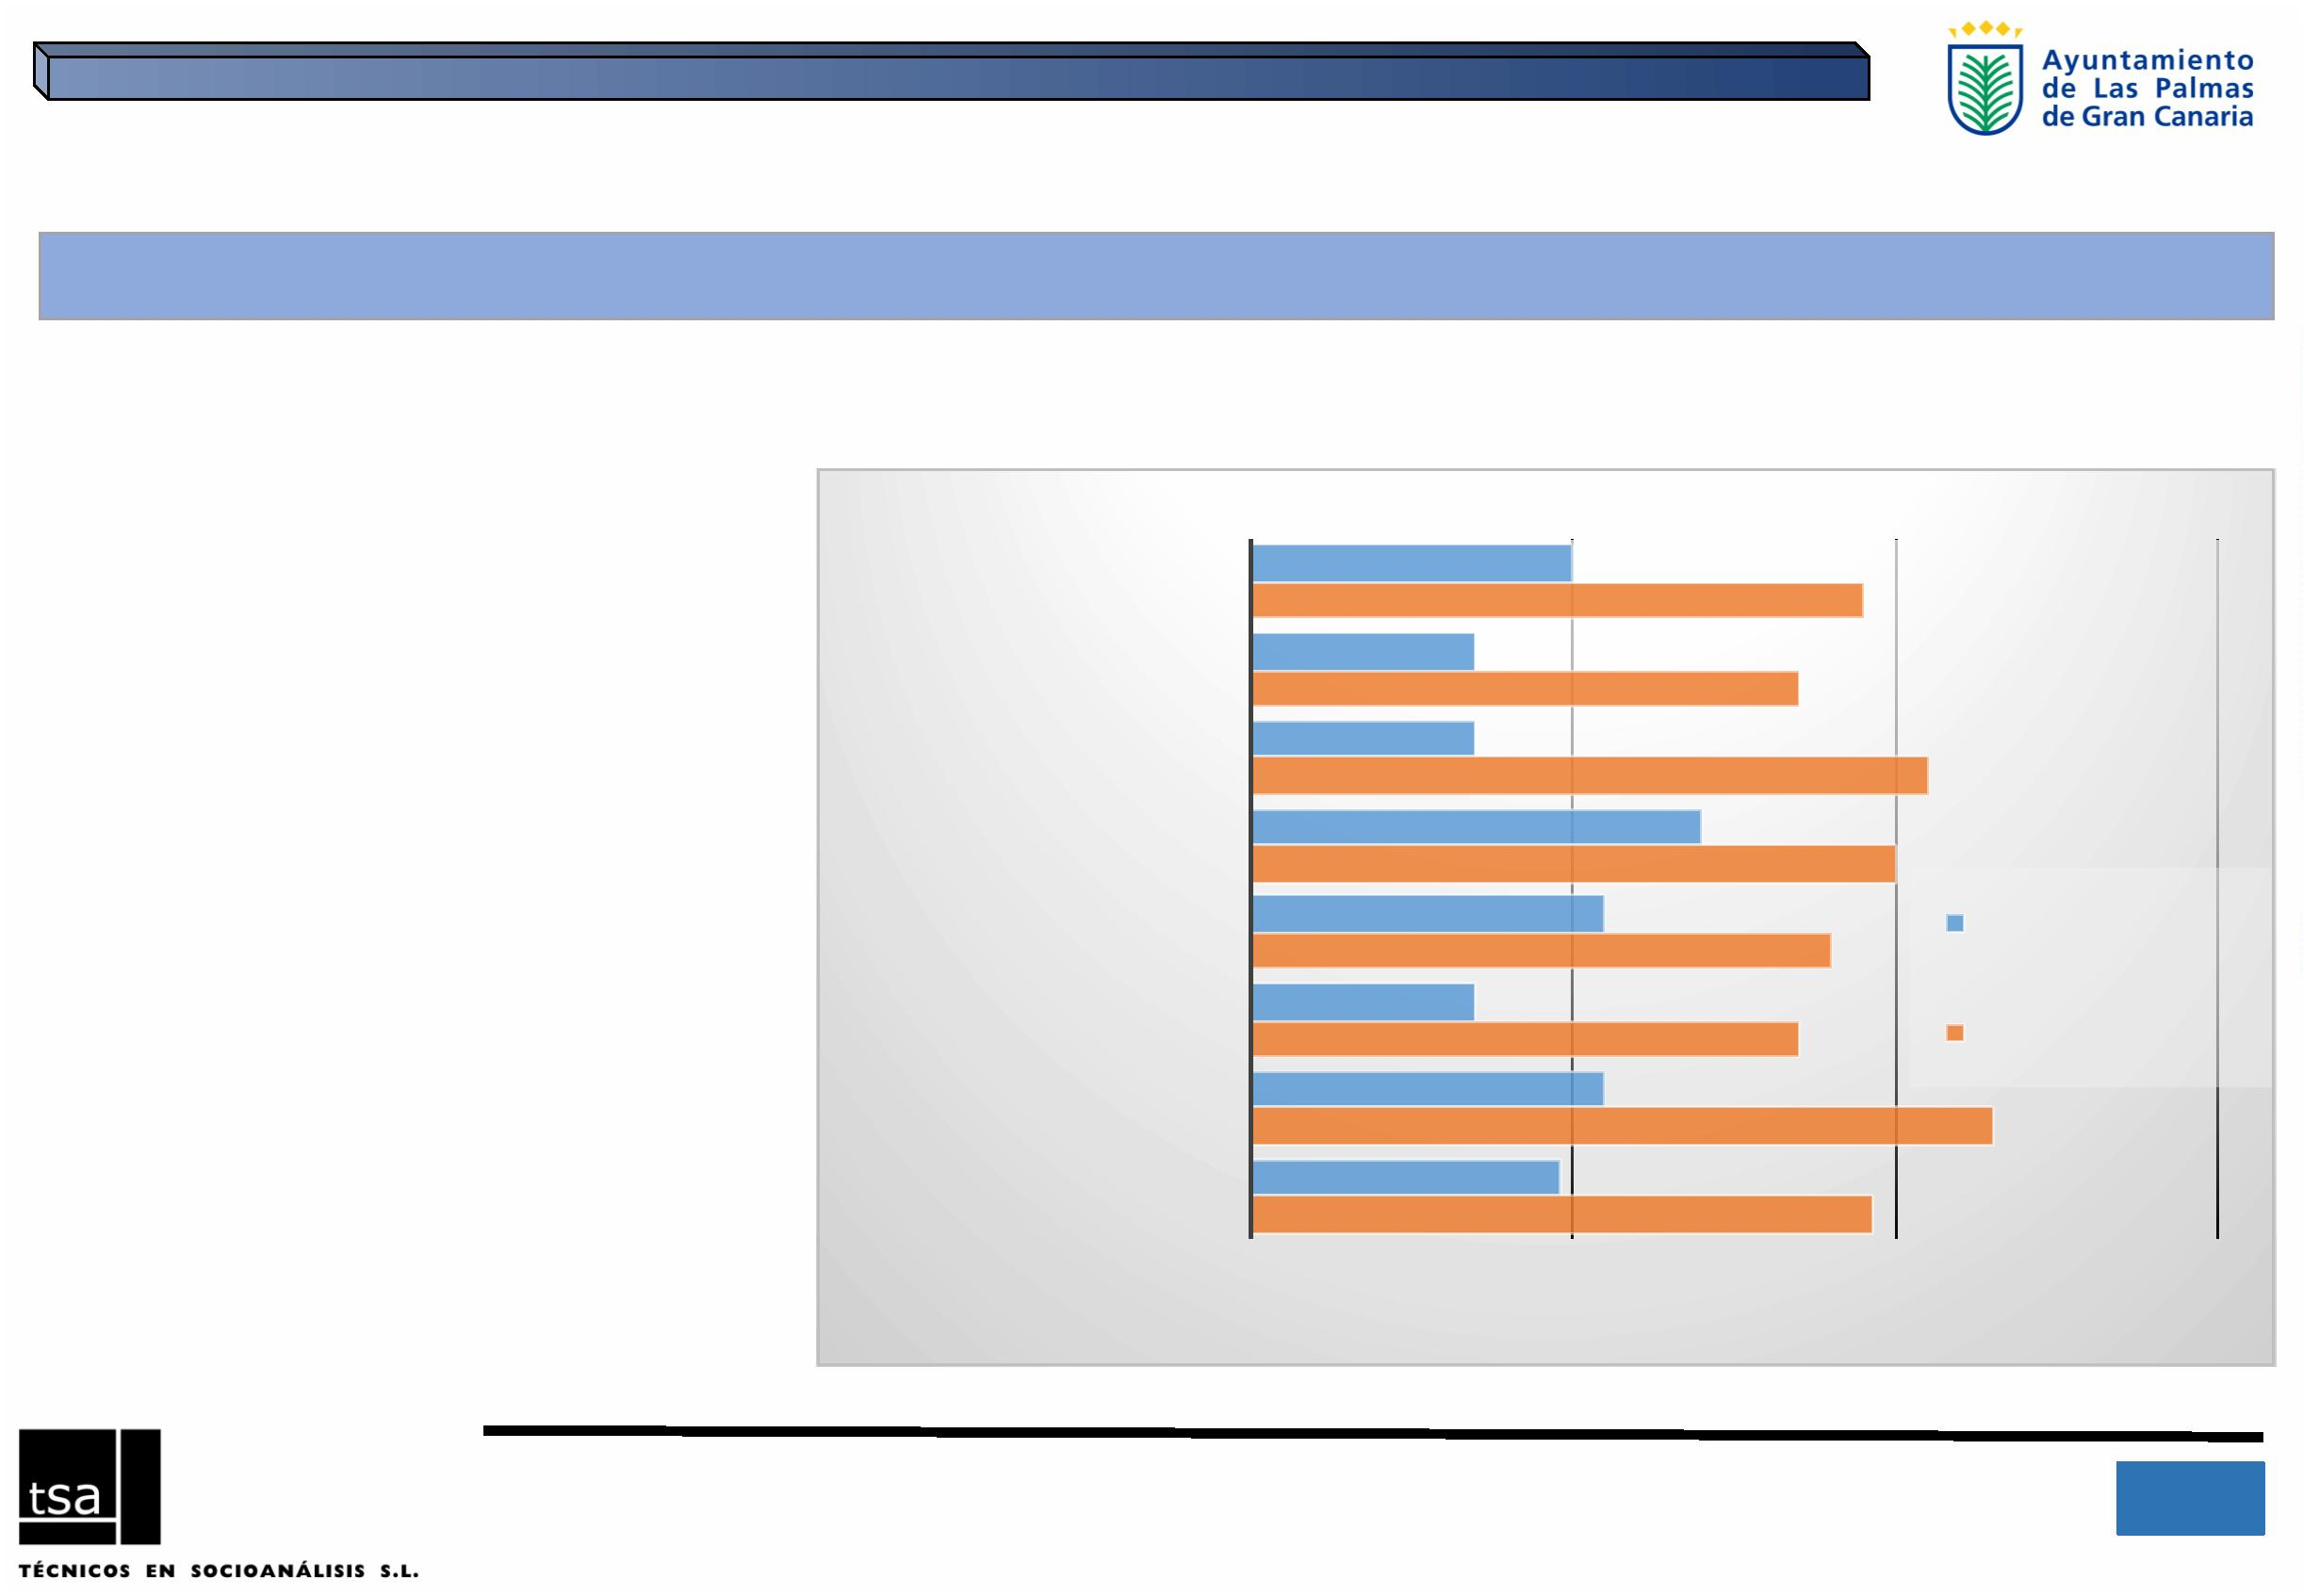 Ayuntamiento
de Las Palmas
de Gran Canaria
tsa
TÉCNICOS EN SOCIOANÁLISIS S.L.